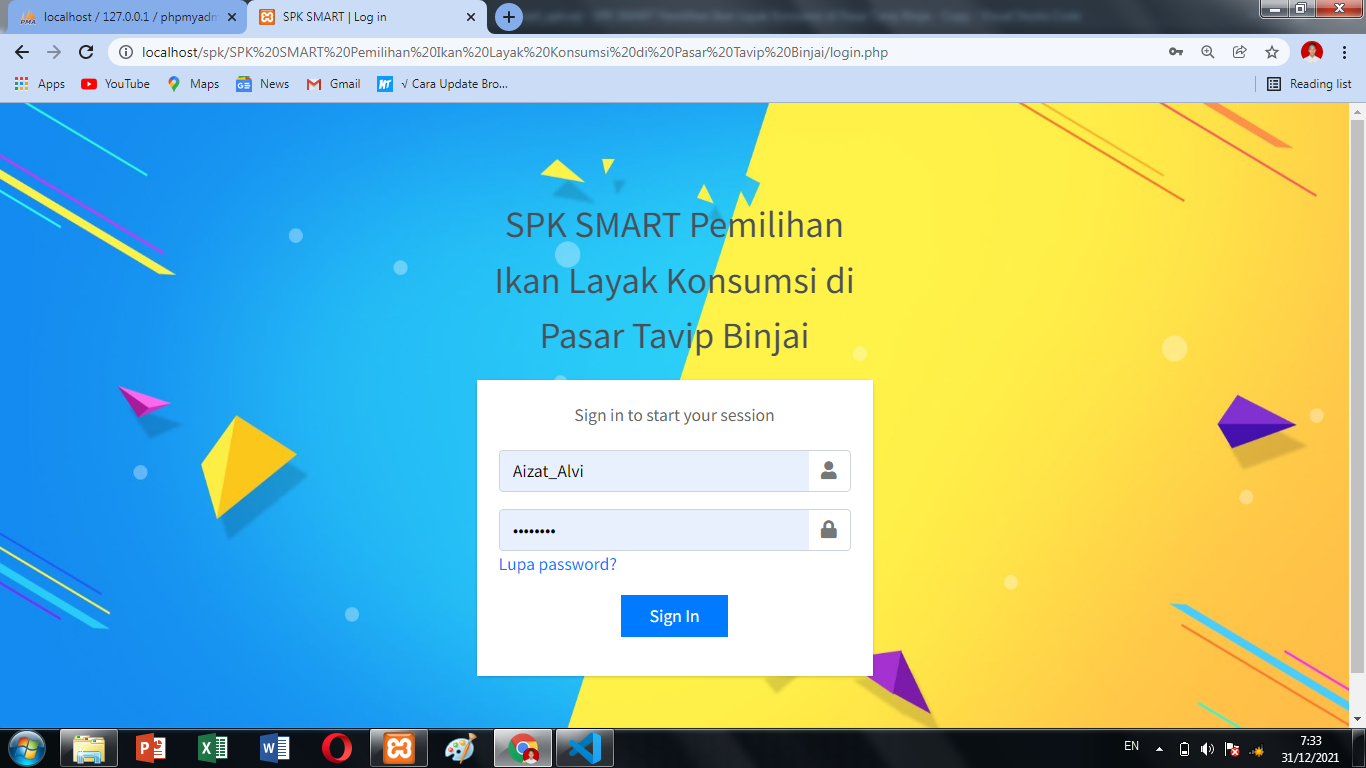 localhost / 127.0.0.1 / phpmyadm
SPK SMART | Log in
localhost/spk/SPK%20SMART%20Pemilihan%20Ikan%20Layak%20Konsumsi%20di%20Pasar%20Tavip%20Binjai/login.php
Apps YouTube Maps News Gmail √ Cara Update Bro... Reading list
SPK SMART Pemilihan
Ikan Layak Konsumsi di
Pasar Tavip Binjai
Sign in to start your session
Aizat_Alvi
••••••••
Lupa password?
Sign In
EN
7:33
31/12/2021